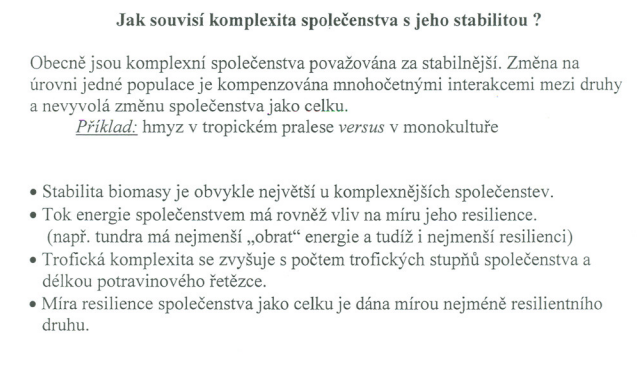 Jak souvisí komplexita společenstva s jeho stabilitou ?
Obecně jsou komplexní společenstva považována za stabilnější. Změna na
úrovni jedné populace je kompenzována mnohočetnými interakcemi mezi druhy
a nevyvolá změnu společenstva jako celku.
Příklad: hmyz v tropickém pralese versus v monokultuře
• Stabilita biomasy je obvykle největší u komplexnějších společenstev.
• Tok energie společenstvem má rovněž vliv na míru jeho resilience.
(např. tundra má nejmenší „obrat" energie a tudíž i nejmenší resilienci)
• Trofická komplexita se zvyšuje s počtem trofických stupňů společenstva a
délkou potravinového řetězce.
• Míra resilience společenstva jako celku je dána mírou nejméně resilientního
druhu.